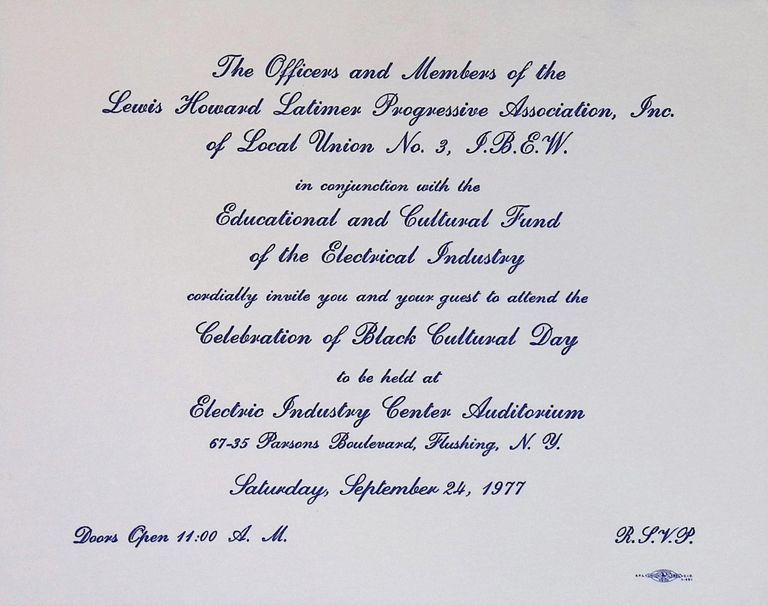 The Officers and Members of the
Lewis Howard Latimer Progressive Association, Inc.
of Local Union No. 3, I.B.E.W.
in conjunction with the
Educational and Cultural Fund
of the Electrical Industry
cordially invite you and your guest to attend the
Celebration of Black Cultural Day
to be held at
Electric Industry Center Auditorium
67-35 Parsons Boulevard, Flushing, N. Y.
Saturday, September 24, 1977
Doors Open 11:00 A. M.
R.S.V.P.